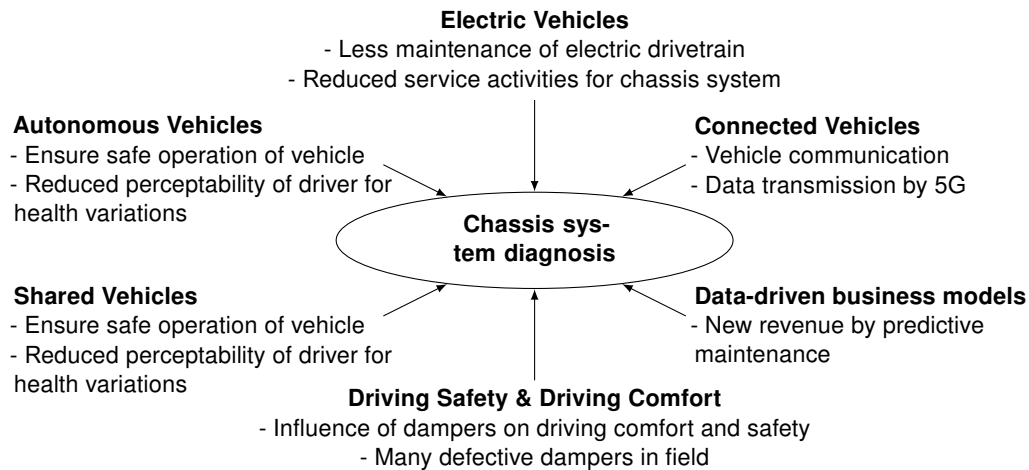 Electric Vehicles
- Less maintenance of electric drivetrain
- Reduced service activities for chassis system
Autonomous Vehicles
- Ensure safe operation of vehicle
- Reduced perceptability of driver for
health variations
Connected Vehicles
- Vehicle communication
- Data transmission by 5G
Chassis sys-
tem diagnosis
Shared Vehicles
- Ensure safe operation of vehicle
- Reduced perceptability of driver for
health variations
Data-driven business models
- New revenue by predictive
maintenance
Driving Safety & Driving Comfort
- Influence of dampers on driving comfort and safety
- Many defective dampers in field